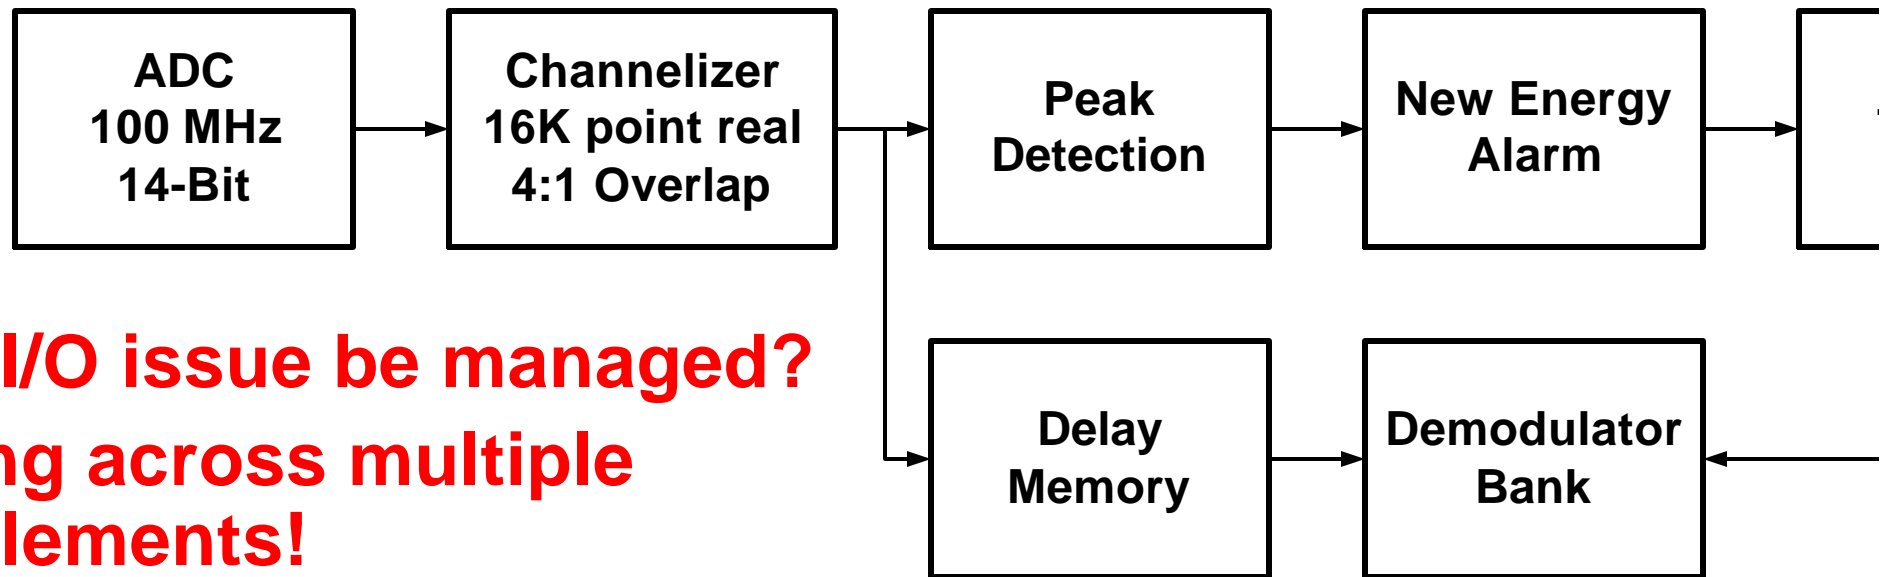 ADC
100 MHz
14-Bit
Channelizer
16K point real
4:1 Overlap
Peak
Detection
New Energy
Alarm
I/O issue be managed?
ng across multiple
lements!
Delay
Memory
Demodulator
Bank